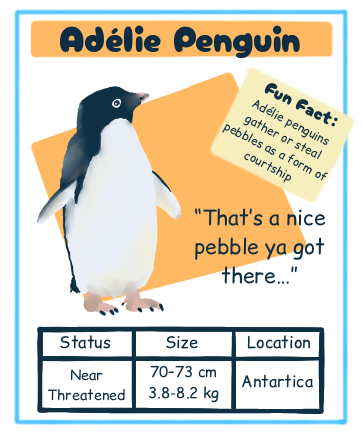 Adélie Penguin
Fun Fact:
Adélie penguins
gather or steal
pebbles as a form of
courtship
"That's a nice
pebble ya got
there..."
Status Size Location
Near
Threatened
70-73 cm
3.8-8.2 kg
Antartica